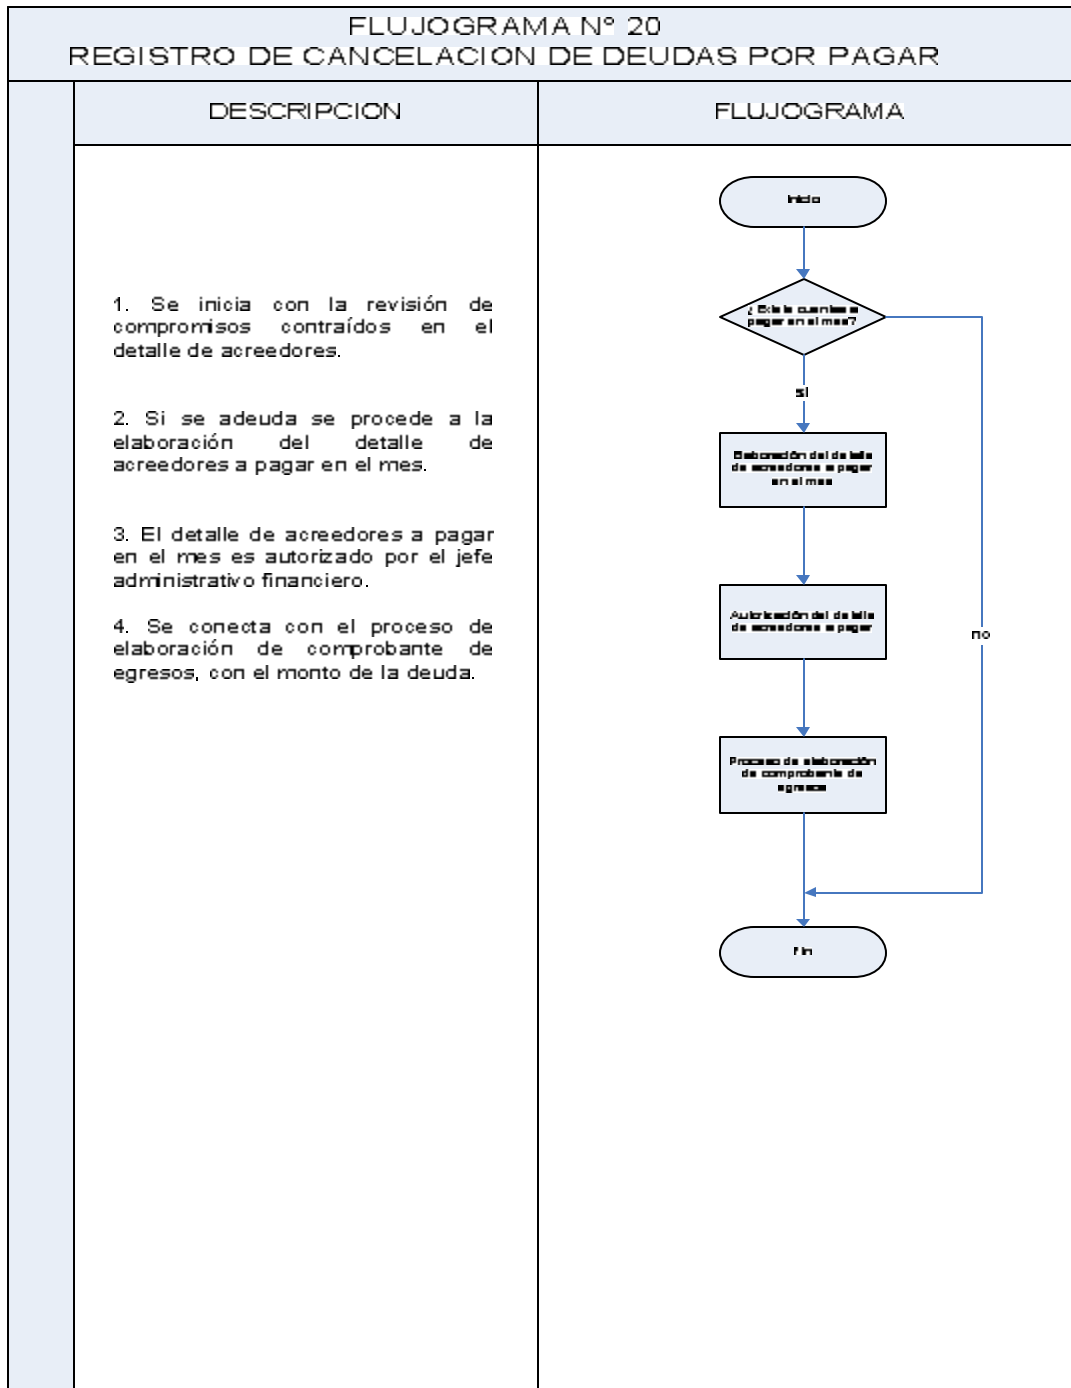 FLUJOGRAMA Nº 20
REGISTRO DE CANCELACION DE DEUDAS POR PAGAR
DESCRIPCION
FLUJOGRAMA
1. Se inicia con la revisión de
compromisos contraídos en el
detalle de acreedores.
2. Si se adeuda se procede a la
elaboración del detalle de
acreedores a pagar en el mes.
3. El detalle de acreedores a pagar
en el mes es autorizado por el jefe
administrativo financiero.
4. Se conecta con el proceso de
elaboración de comprobante de
egresos, con el monto de la deuda.
Inicio
¿ Existe cuentas a
pagar en el mes?
si
Elaboración del detalle
de acreedores a pagar
en el mes
Autorización del detalle
de acreedores a pagar
no
Proceso de elaboración
de comprobante de
egresos
Fin